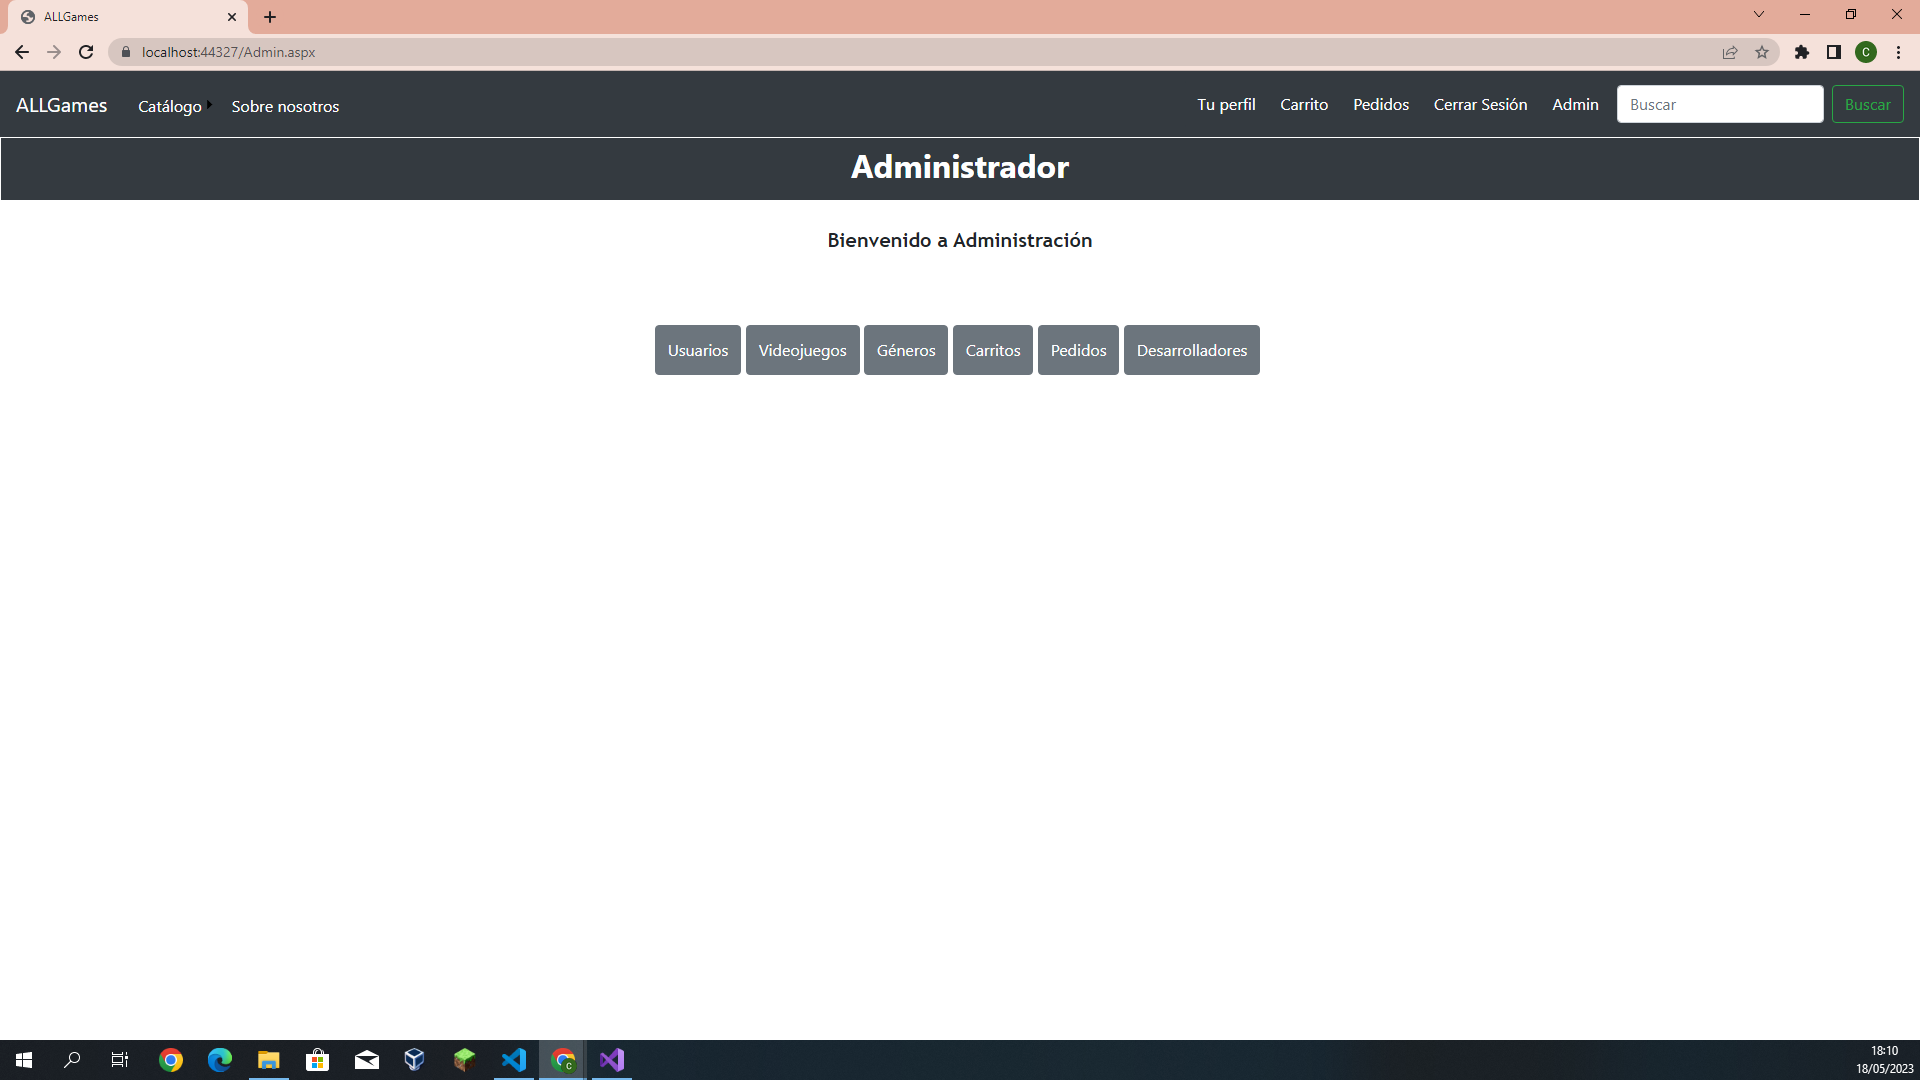 ALLGames
localhost:44327/Admin.aspx
C
ALLGames Catálogo Sobre nosotros Tu perfil Carrito Pedidos Cerrar Sesión Admin Buscar Buscar
Administrador
Bienvenido a Administración
Usuarios Videojuegos Géneros Carritos Pedidos Desarrolladores
C
18:10
18/05/2023